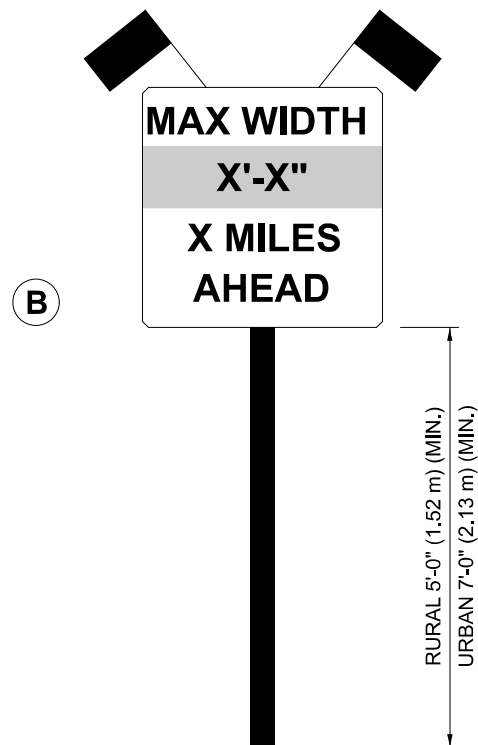 MAX WIDTH
X'-X"
X MILES
AHEAD
B
RURAL 5'-0" (1.52 m) (MIN.)
URBAN 7'-0" (2.13 m) (MIN.)